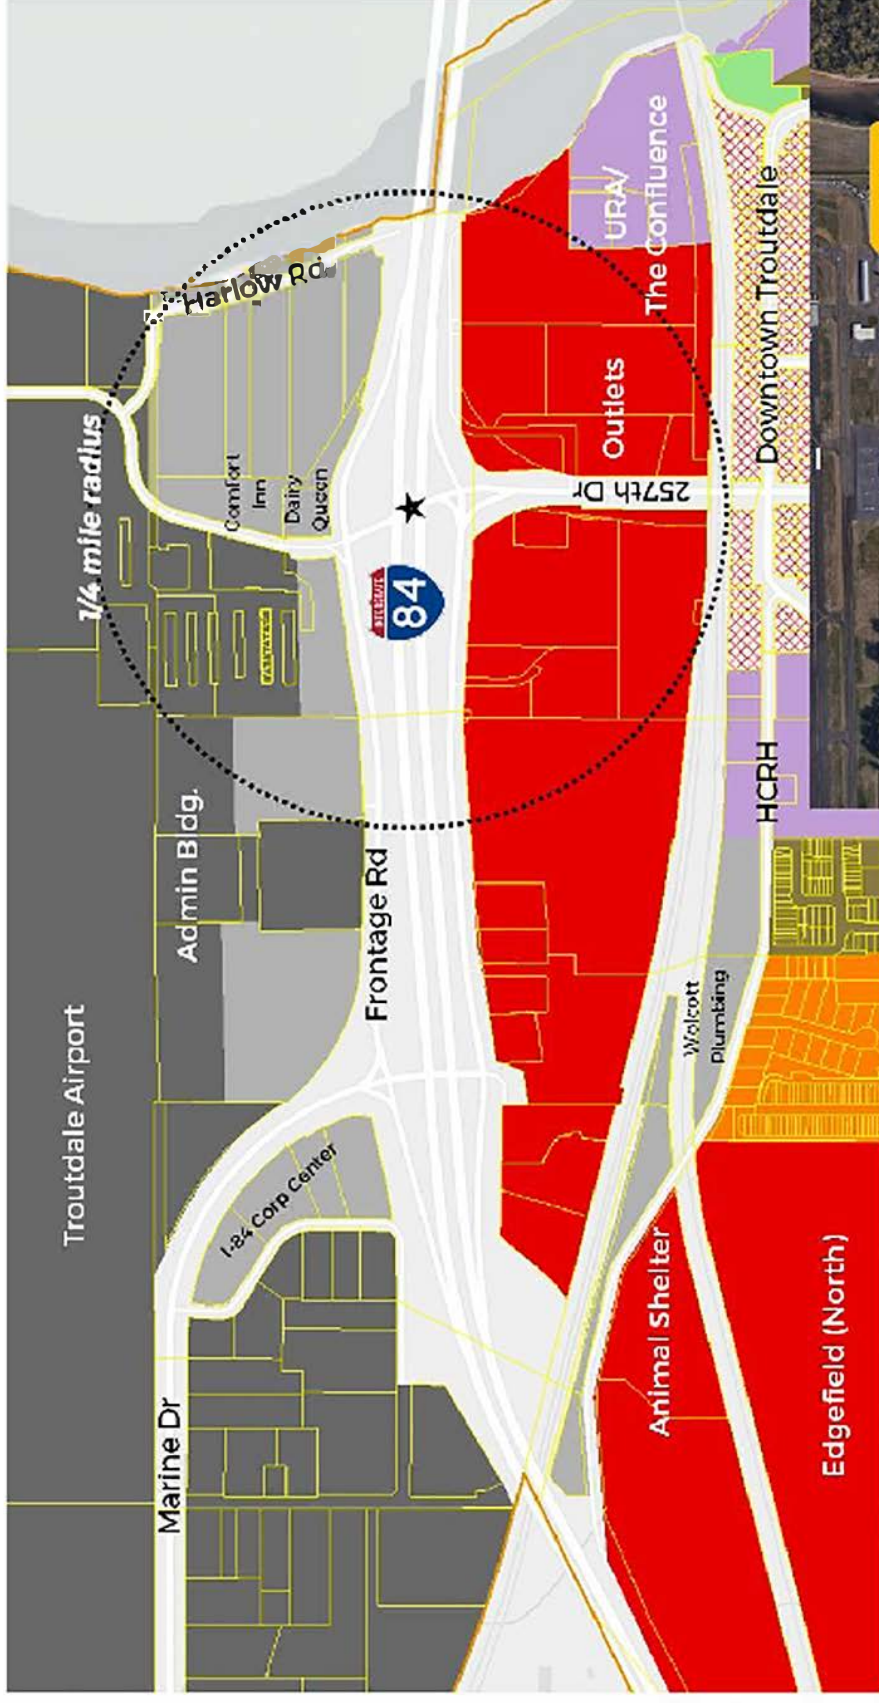 Troutdale Airport
Marine Dr
Admin Bldg.
1/4 mile radius
Harlow Rd
I-84 Corp Center
Comfort
Inn
Dairy
Queen
Frontage Rd
INTERSTATE
84
257th Dr
Outlets
URA/
The Confluence
Wolcott
Plumbing
Animal Shelter
HCRH
Downtown Troutdale
Edgefield (North)